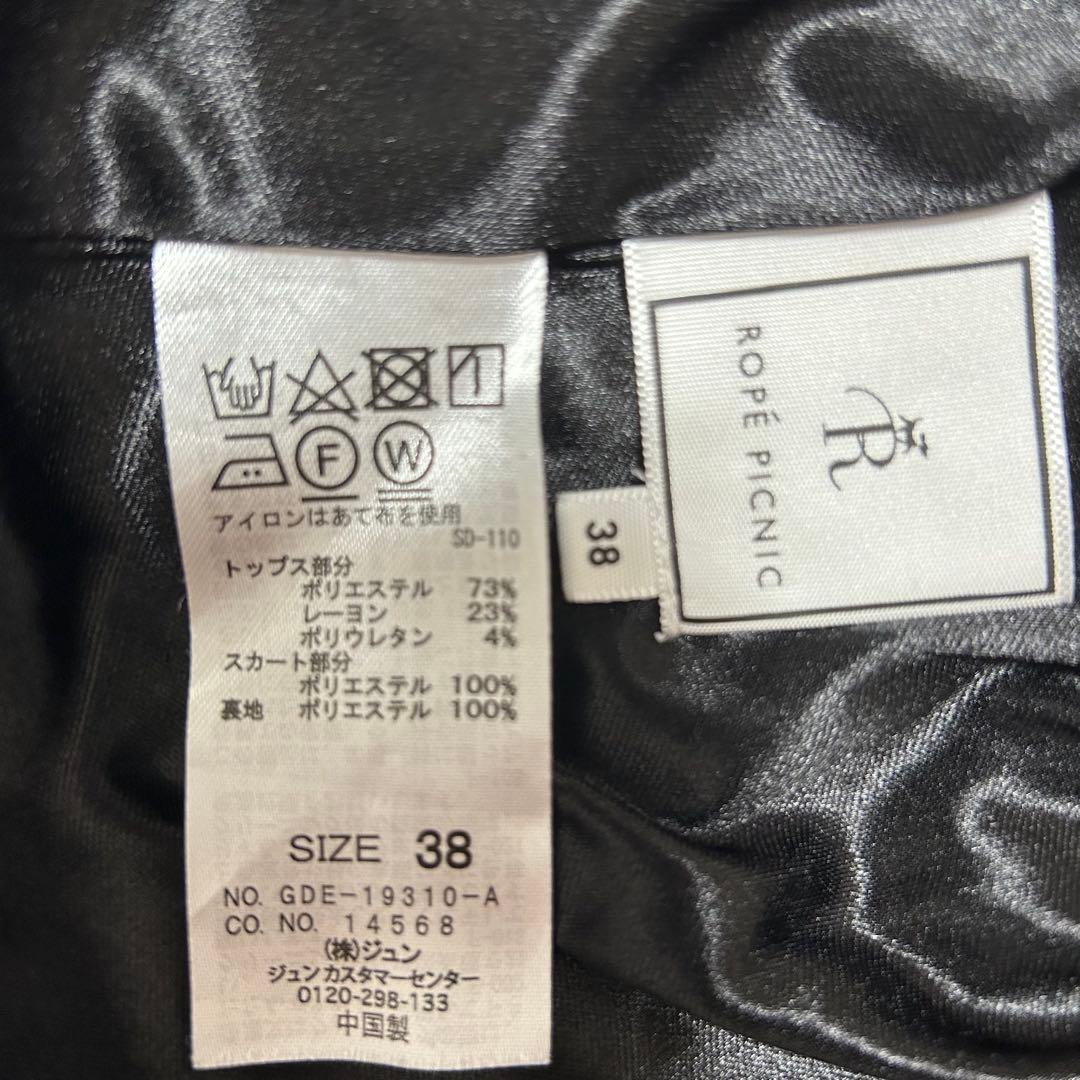 F W
アイロンはあて布を使用
SD-110
トップス部分
ポリエステル 73%
レーヨン 23%
ポリウレタン 4%
スカート部分
ポリエステル 100%
裏地 ポリエステル 100%
SIZE 38
NO. GDE-19310-A
CO. NO. 14568
(株)ジュン
ジュンカスタマーセンター
0120-298-133
中国製
38
R
ROPÉ PICNIC